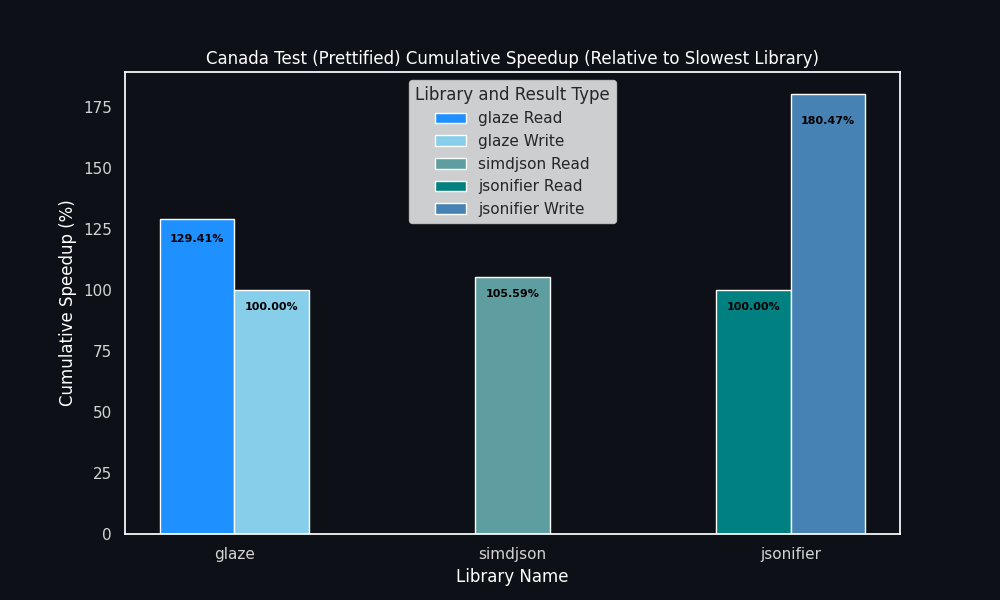 Canada Test (Prettified) Cumulative Speedup (Relative to Slowest Library)
Library and Result Type
glaze Read
glaze Write
simdjson Read
jsonifier Read
jsonifier Write
Cumulative Speedup (%)
175
150
125
100
75
50
25
0
129.41%
100.00%
105.59%
100.00%
180.47%
glaze
simdjson
jsonifier
Library Name